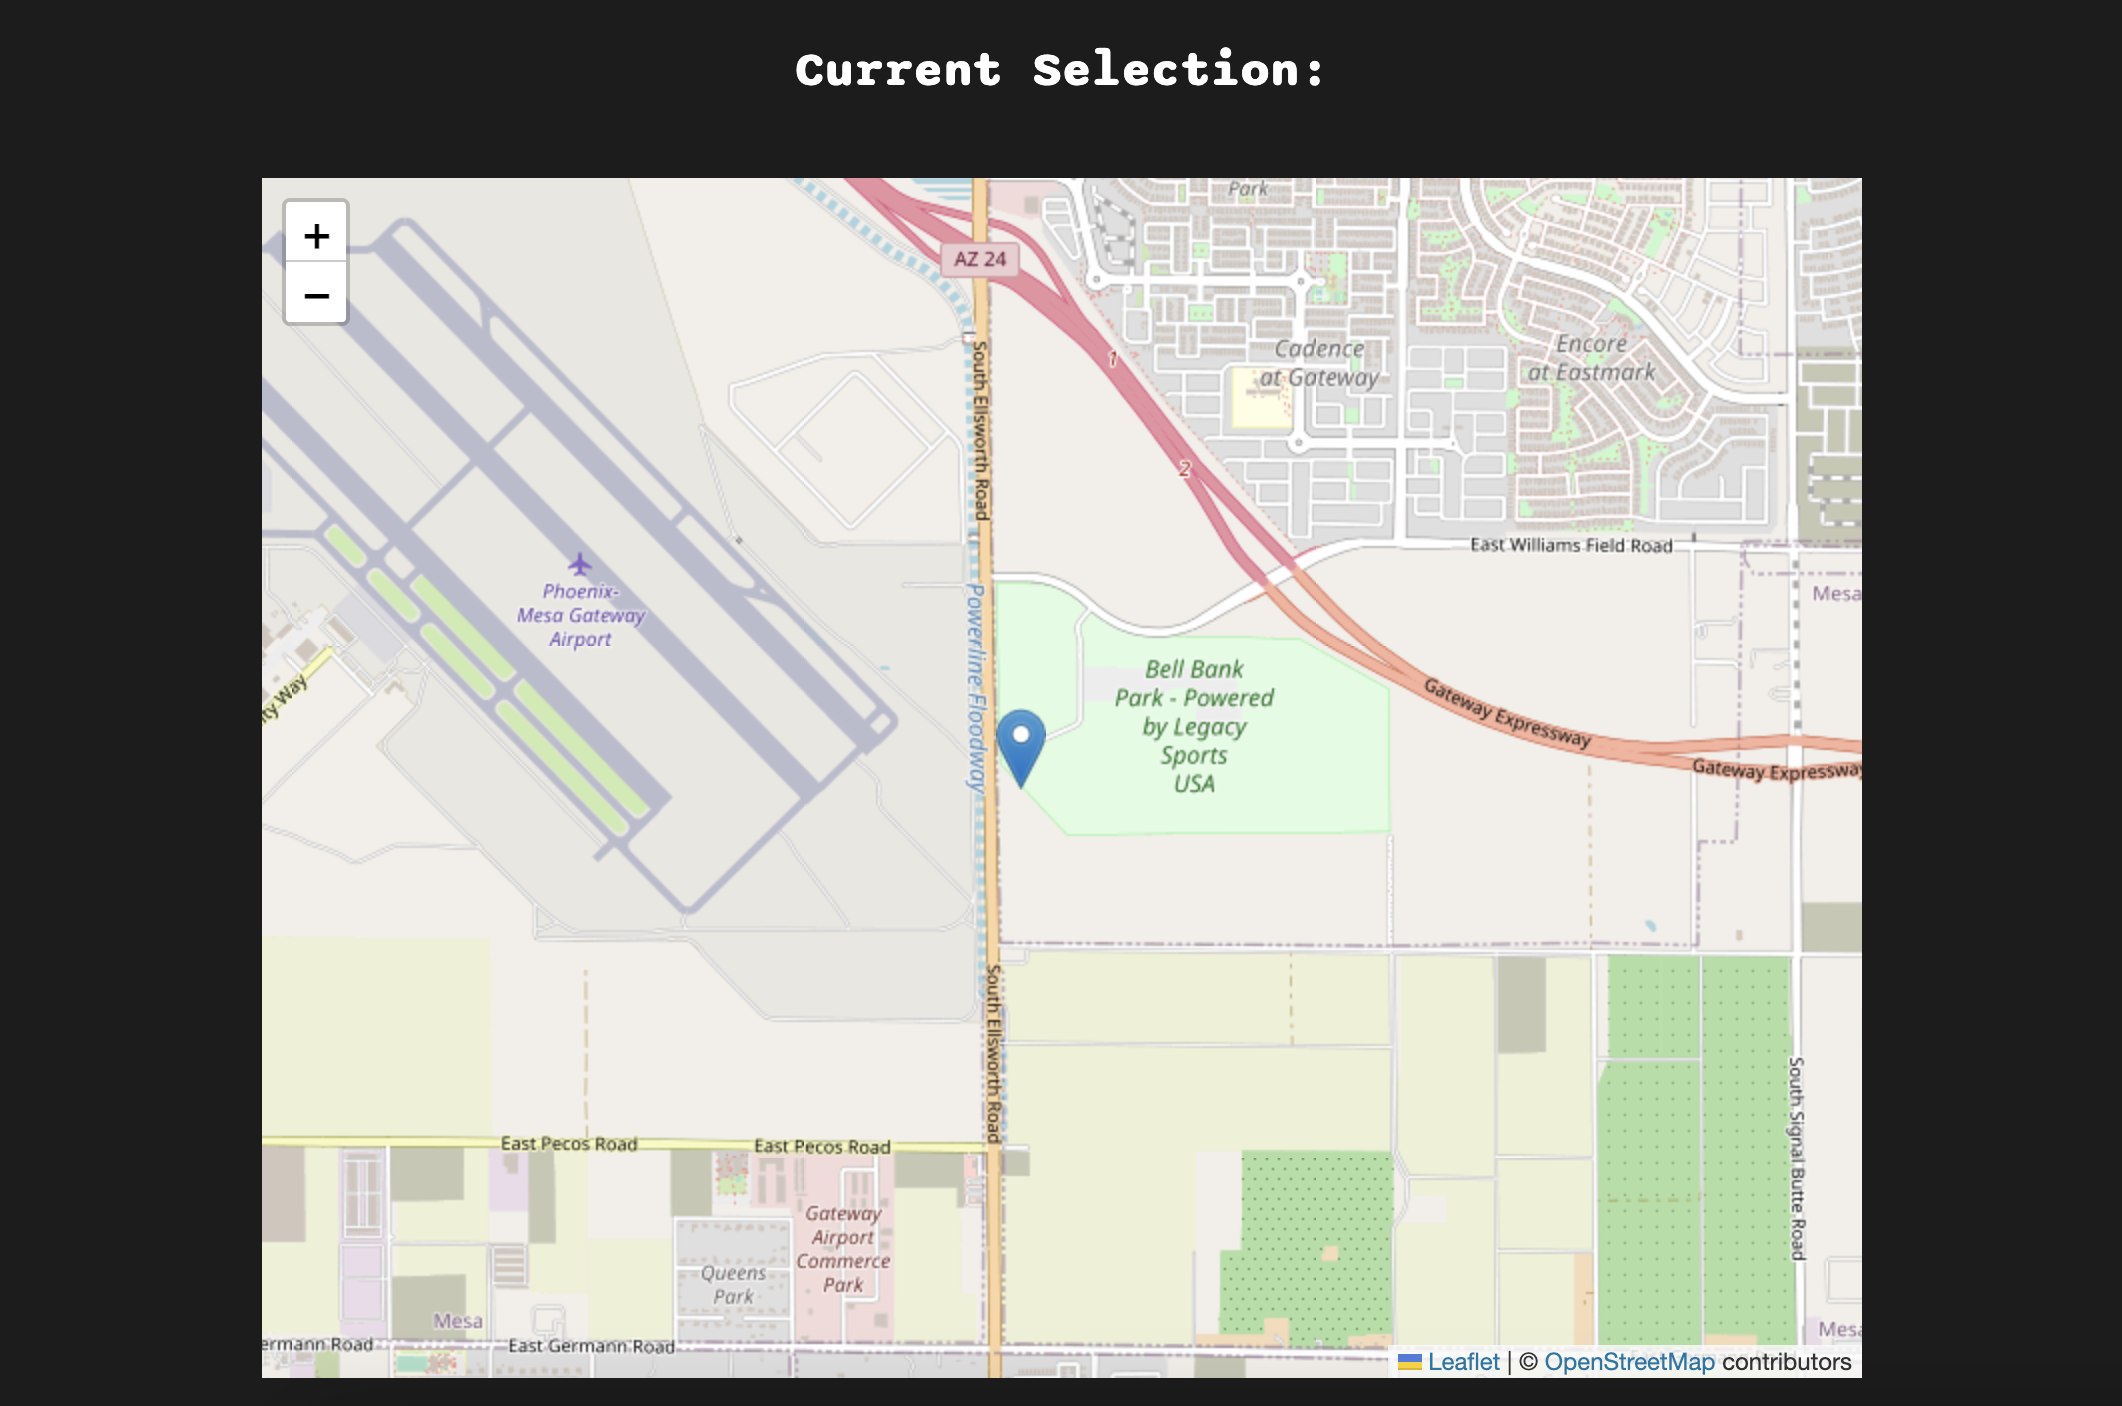 Current Selection:
+
−
Park
AZ 24
1
2
South Ellsworth Road
Cadence
at Gateway
Encore
at Eastmark
East Williams Field Road
Phoenix-
Mesa Gateway
Airport
Powerline Floodway
Mesa
Bell Bank
Park - Powered
by Legacy
Sports
USA
ty Way
Gateway Expressway
Gateway Expressway
South Ellsworth Road
South Signal Butte Road
East Pecos Road
East Pecos Road
Gateway
Airport
Commerce
Park
Queens
Park
Mesa
Mesa
ermann Road
East Germann Road
Leaflet | © OpenStreetMap contributors